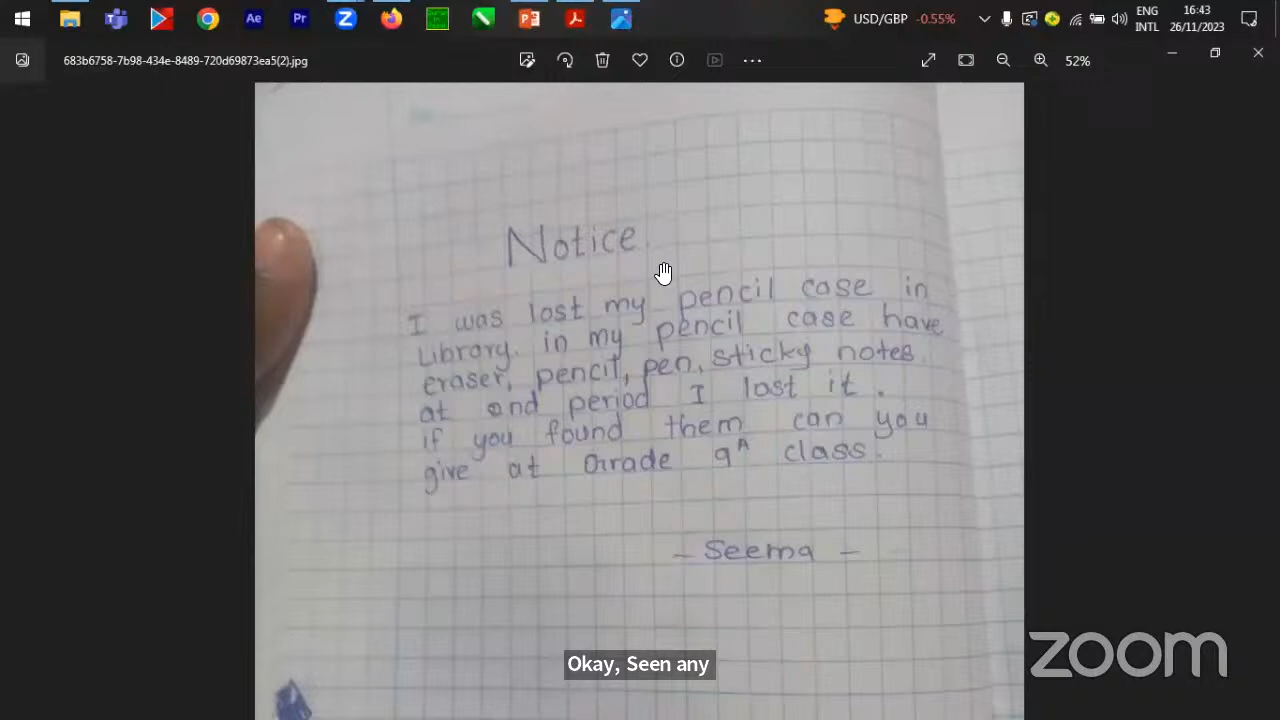 USD/GBP -0.55%
ENG
INTL
16:43
26/11/2023
683b6758-7b98-434e-8489-720d69873ea5(2).jpg
52%
Notice
I was lost my pencil case in
Library. in my pencil case have
eraser, pencil, pen, sticky notes.
at 2nd period I lost it.
if you found them can you
give at Grade 9A class.
- Seema -
Okay, Seen any
zoom